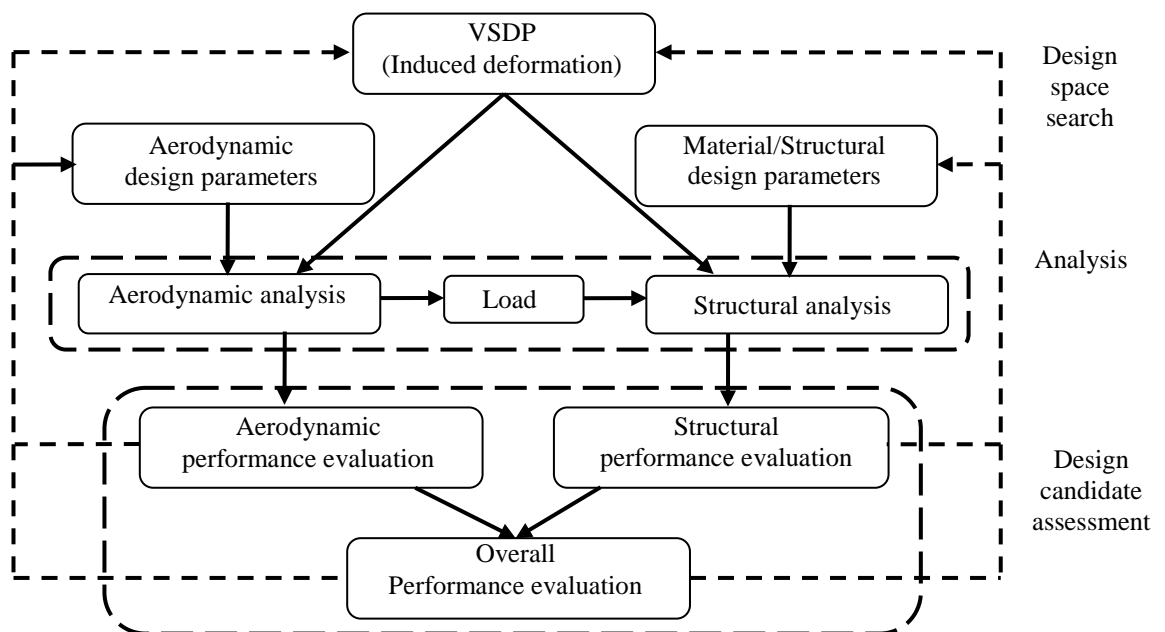 VSDP
(Induced deformation)
Design
space
search
Aerodynamic
design parameters
Material/Structural
design parameters
Analysis
Aerodynamic analysis
Load
Structural analysis
Aerodynamic
performance evaluation
Structural
performance evaluation
Design
candidate
assessment
Overall
Performance evaluation